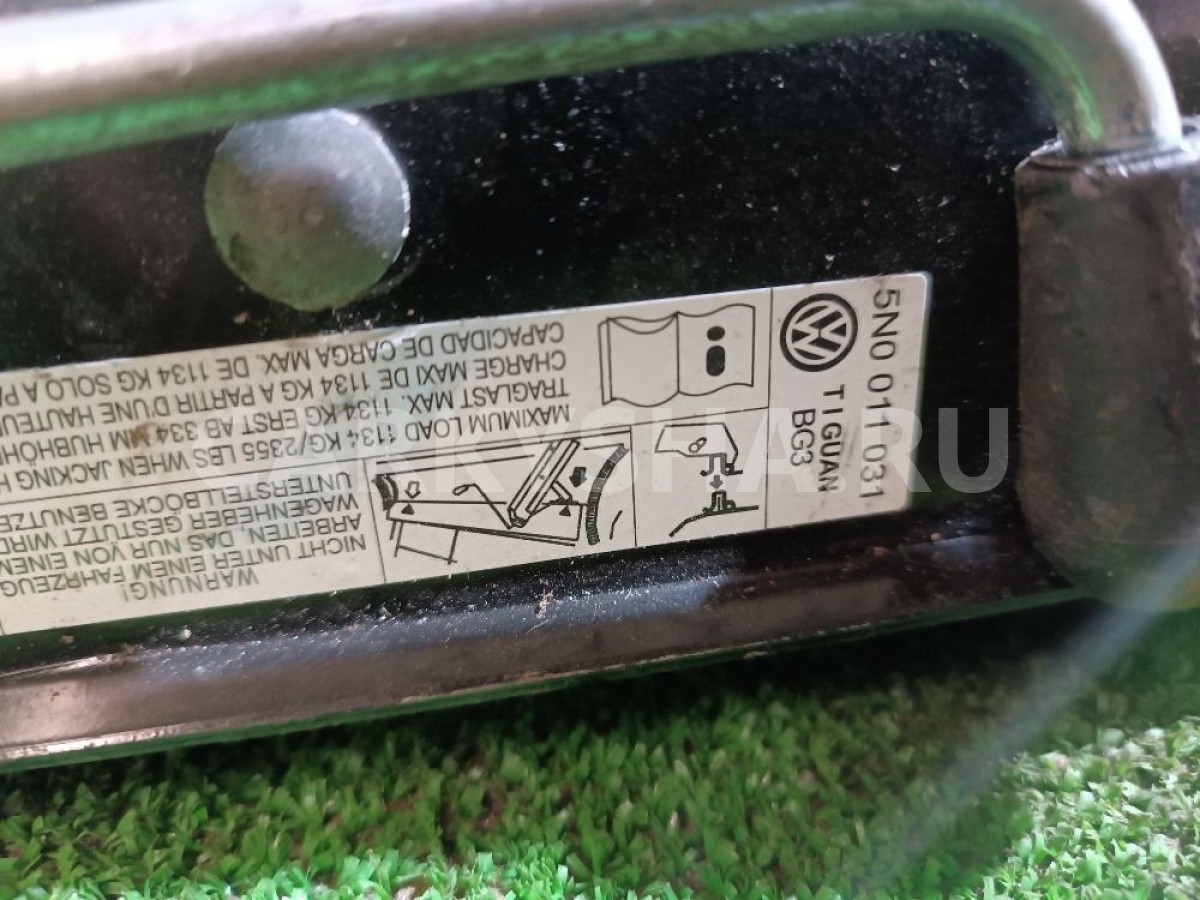 5N0 011 031
VW
TIGUAN
BG3
WARNUNG!
NICHT UNTER EINEM FAHRZEUG
ARBEITEN, DAS NUR VON EINEM
WAGENHEBER GESTÜTZT WIRD
UNTERSTELLBÖCKE BENUTZE
MAXIMUM LOAD 1134 KG/2355 LBS WHEN JACKING H
TRAGLAST MAX. 1134 KG ERST AB 334 MM HUBHÖH
CHARGE MAXI DE 1134 KG A PARTIR D'UNE HAUTEU
CAPACIDAD DE CARGA MAX. DE 1134 KG SOLO A PA